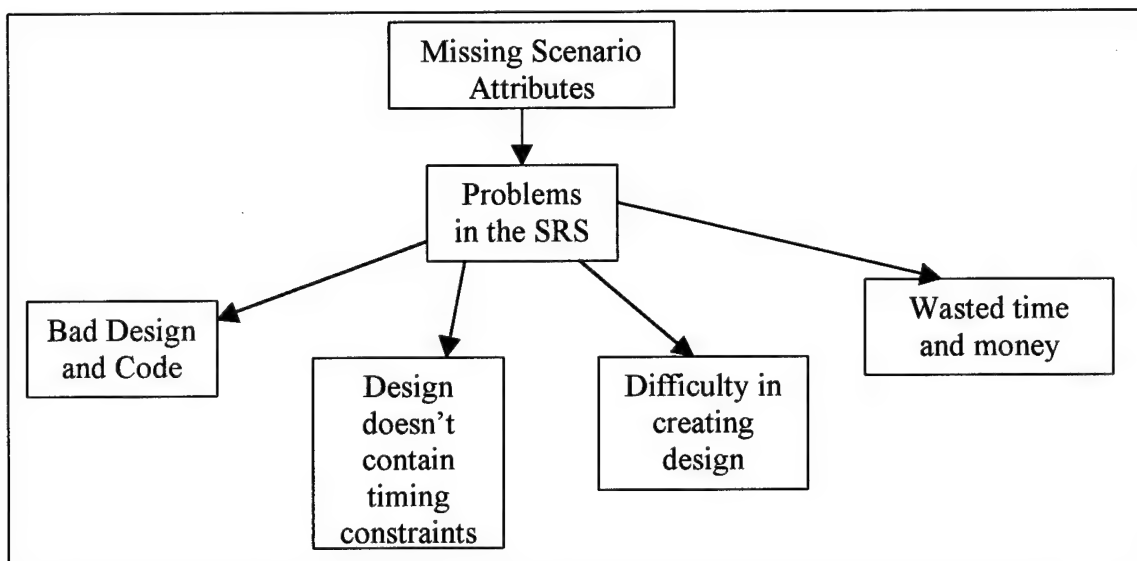 Missing Scenario
Attributes
Problems
in the SRS
Bad Design
and Code
Design
doesn't
contain
timing
constraints
Difficulty in
creating
design
Wasted time
and money